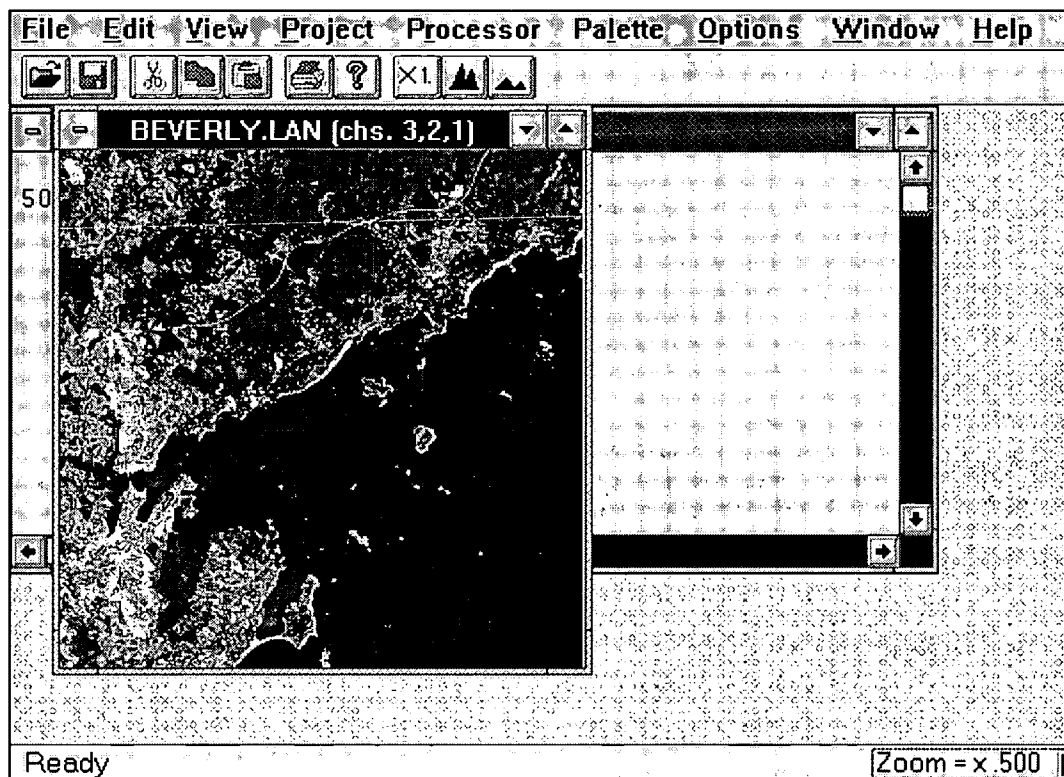 File Edit View Project Processor Palette Options Window Help
? X1.
BEVERLY.LAN (chs. 3,2,1)
50
Ready Zoom = x .500